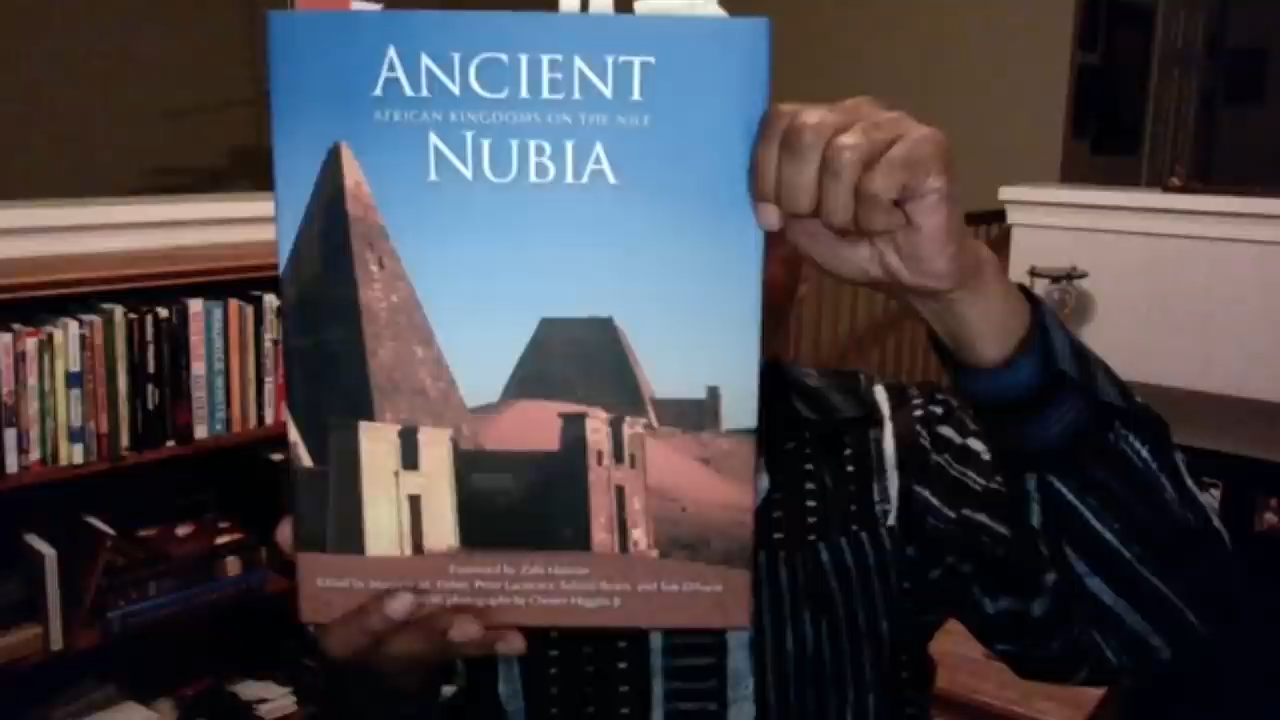 ANCIENT
AFRICAN KINGDOMS ON THE NILE
NUBIA
Foreword by Zahi Hawass
Edited by Marjorie M. Fisher, Peter Lacovara, Salima Ikram, and Sue D'Auria
photographs by Chester Higgins Jr